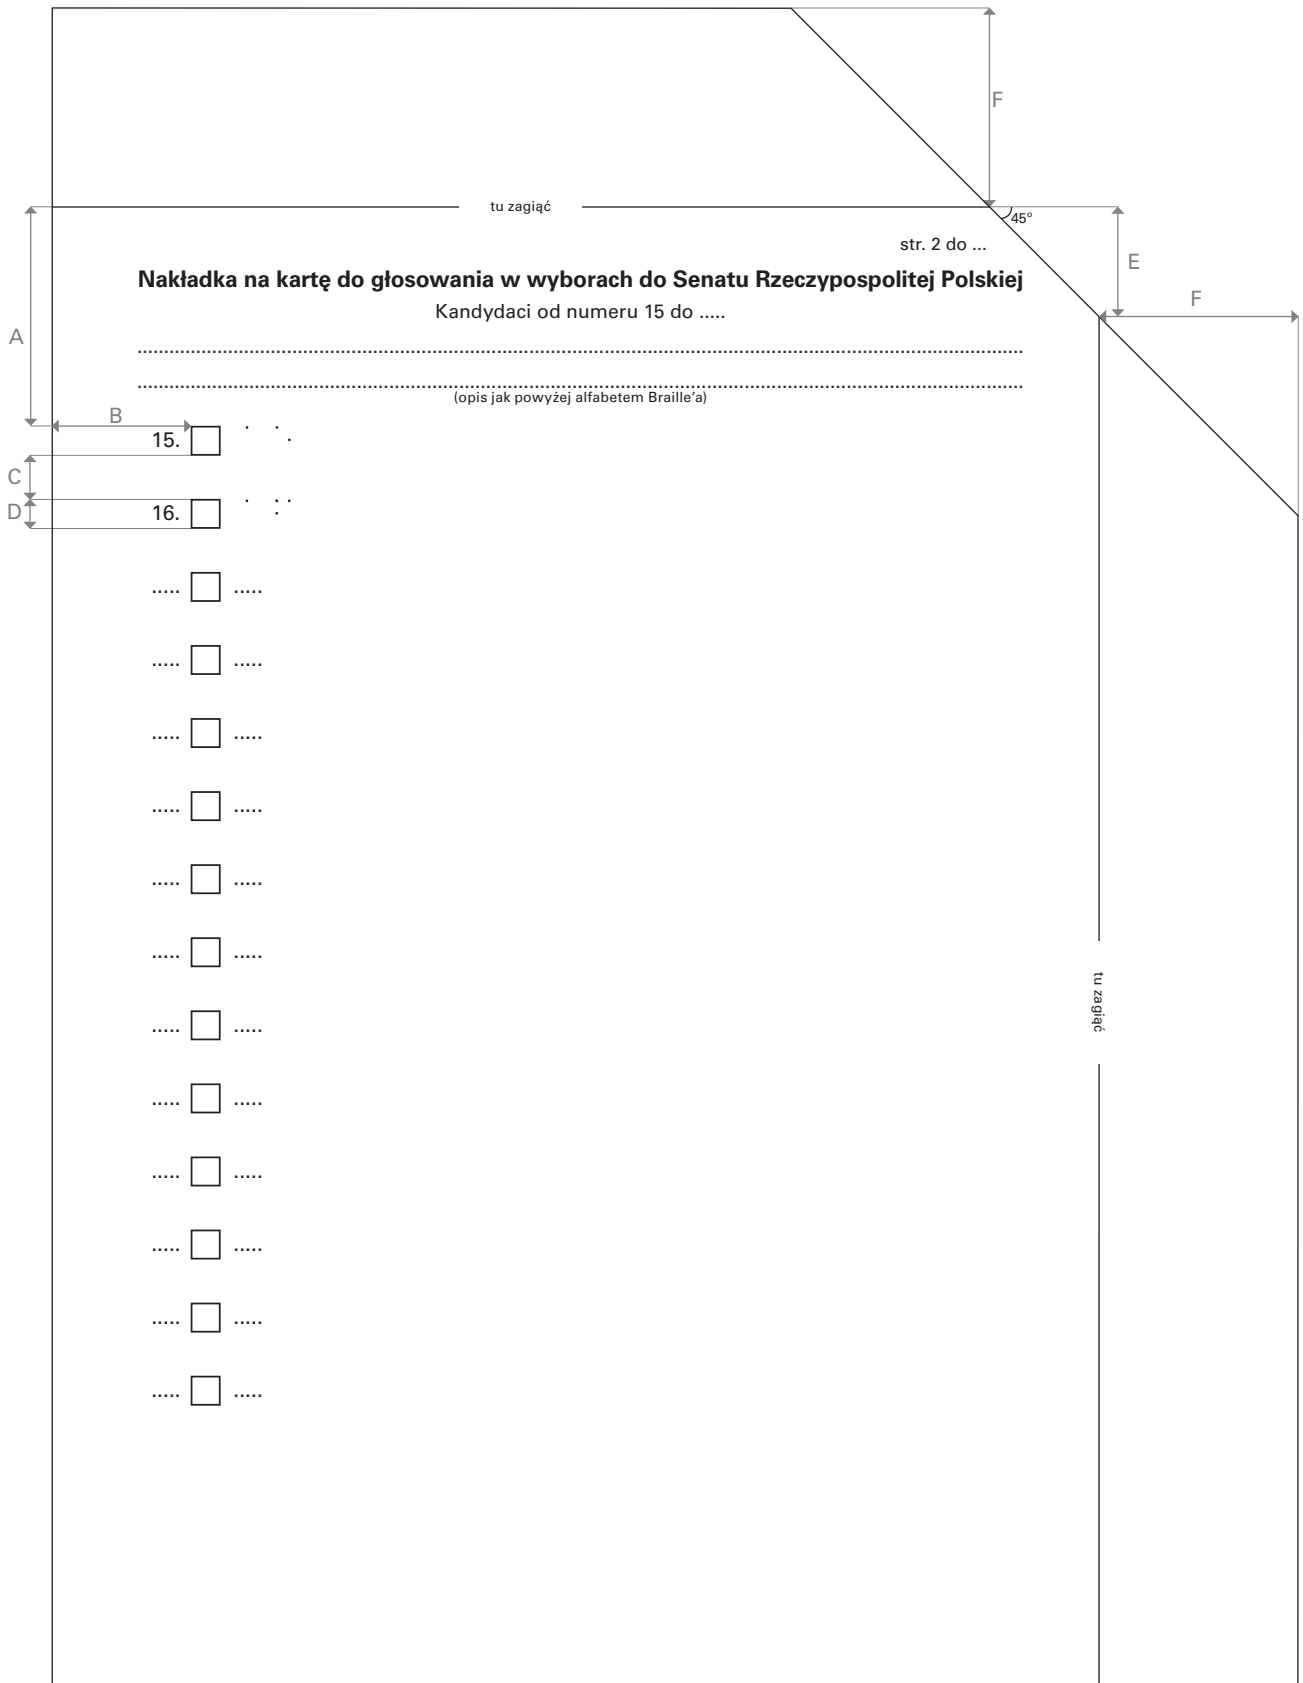 F
tu zagiąć
45°
str. 2 do ...
E
Nakładka na kartę do głosowania w wyborach do Senatu Rzeczypospolitej Polskiej
F
Kandydaci od numeru 15 do .....
A
................................................................................
................................................................................
(opis jak powyżej alfabetem Braille’a)
B
15.
C
D
16.
..... .....
..... .....
..... .....
..... .....
..... .....
..... .....
tu zagiąć
..... .....
..... .....
..... .....
..... .....
..... .....
..... .....